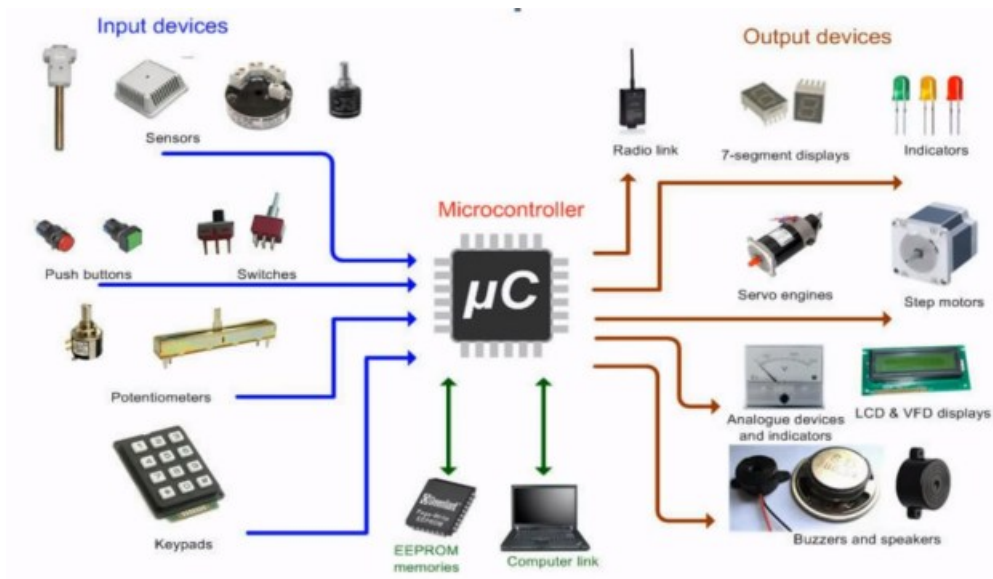 Input devices
Output devices
Sensors
Radio link
7-segment displays
Indicators
Microcontroller
µC
Push buttons
Switches
Servo engines
Step motors
Potentiometers
Analogue devices
and indicators
LCD & VFD displays
Keypads
EEPROM
EEPROM
memories
Computer link
Buzzers and speakers